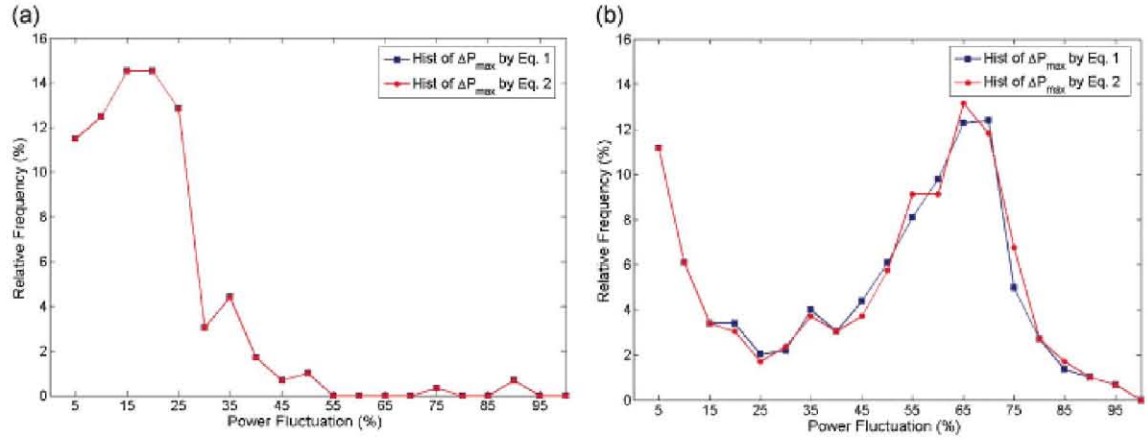 (a)
16
14
12
10
8
6
4
2
0
Relative Frequency (%)
Hist of ΔPmax by Eq. 1
Hist of ΔPmax by Eq. 2
5 15 25 35 45 55 65 75 85 95
Power Fluctuation (%)
(b)
16
14
12
10
8
6
4
2
0
Relative Frequency (%)
Hist of ΔPmax by Eq. 1
Hist of ΔPmax by Eq. 2
5 15 25 35 45 55 65 75 85 95
Power Fluctuation (%)